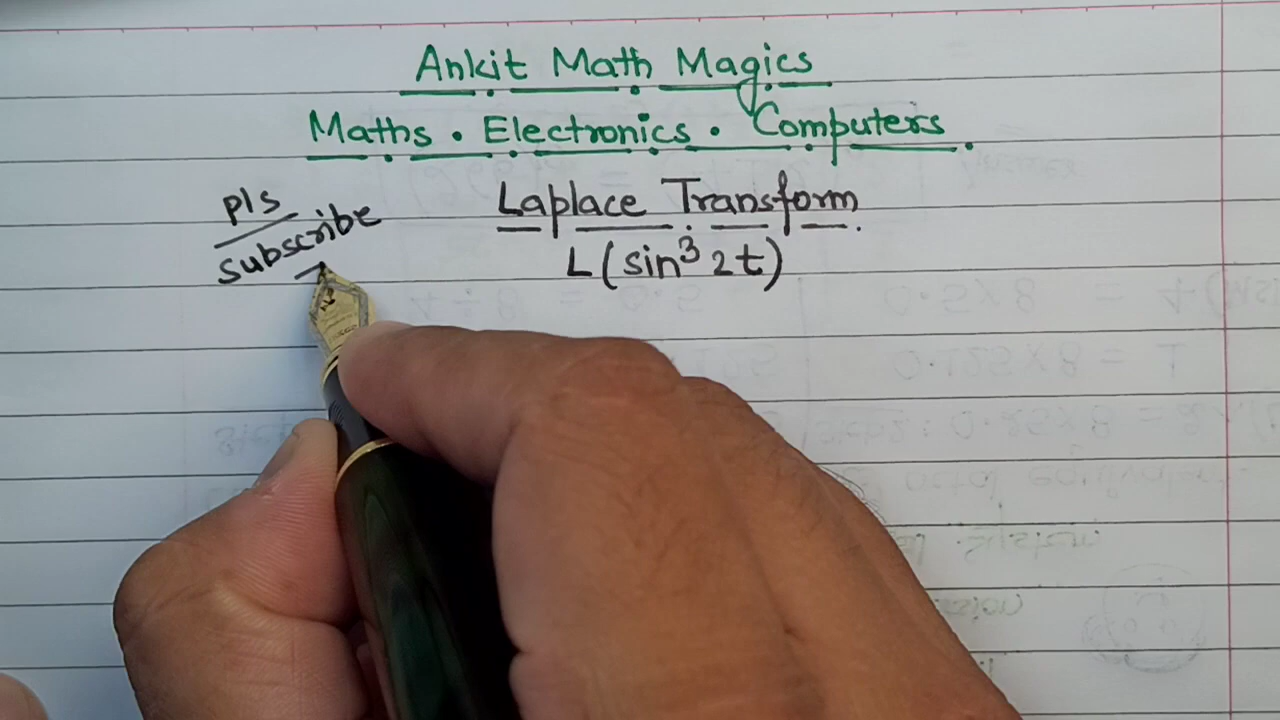 Ankit Math Magics
Maths. Electronics. Computers
pls
subscribe
Laplace Transform.
L(sin³ 2t)